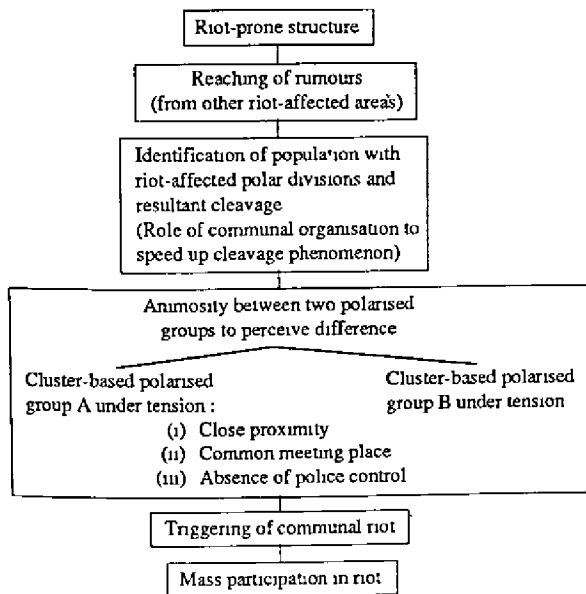 Riot-prone structure
Reaching of rumours
(from other riot-affected areas)
Identification of population with
riot-affected polar divisions and
resultant cleavage
(Role of communal organisation to
speed up cleavage phenomenon)
Animosity between two polarised
groups to perceive difference
Cluster-based polarised
group A under tension :
Cluster-based polarised
group B under tension
(i) Close proximity
(ii) Common meeting place
(iii) Absence of police control
Triggering of communal riot
Mass participation in riot